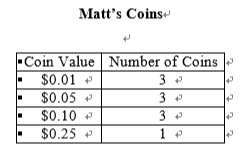 Matt's Coins
Coin Value Number of Coins
$0.01 3
$0.05 3
$0.10 3
$0.25 1